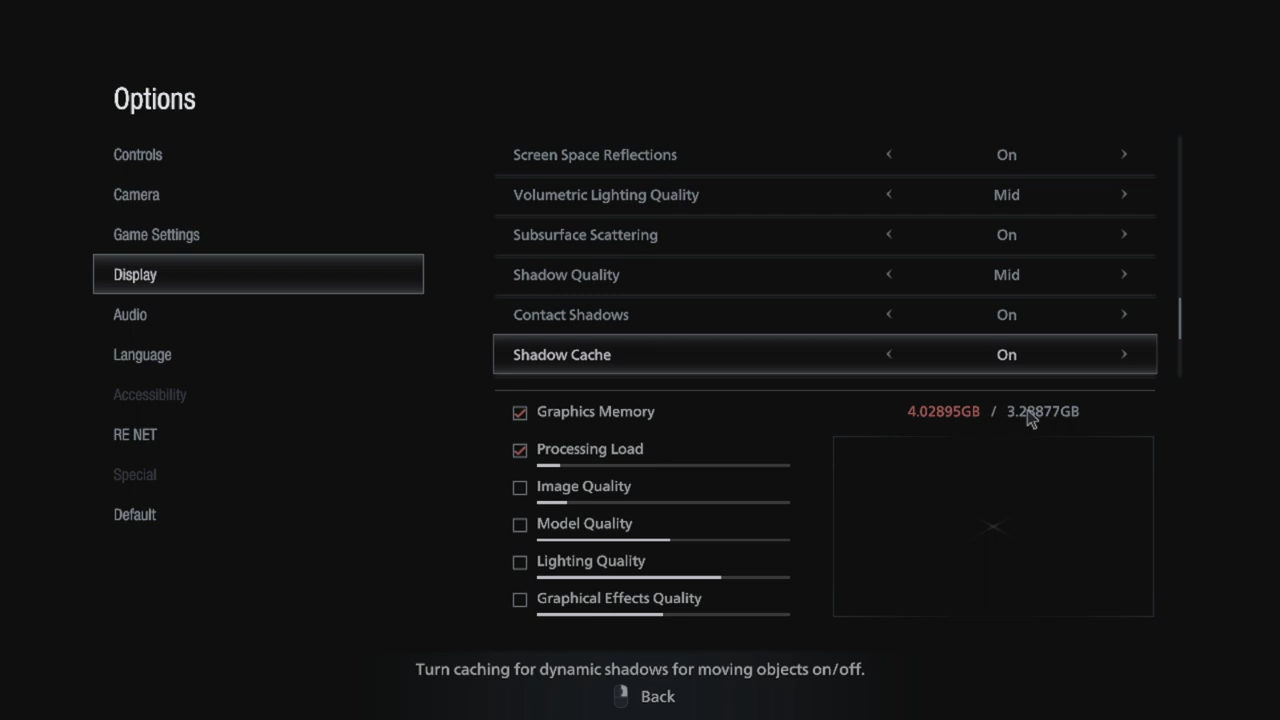 Options
Controls
Camera
Game Settings
Display
Audio
Language
Accessibility
RE NET
Special
Default
Screen Space Reflections On
Volumetric Lighting Quality Mid
Subsurface Scattering On
Shadow Quality Mid
Contact Shadows On
Shadow Cache On
Graphics Memory 4.02895GB /
Processing Load
Image Quality
Model Quality
Lighting Quality
Graphical Effects Quality
Turn caching for dynamic shadows for moving objects on/off.
Back